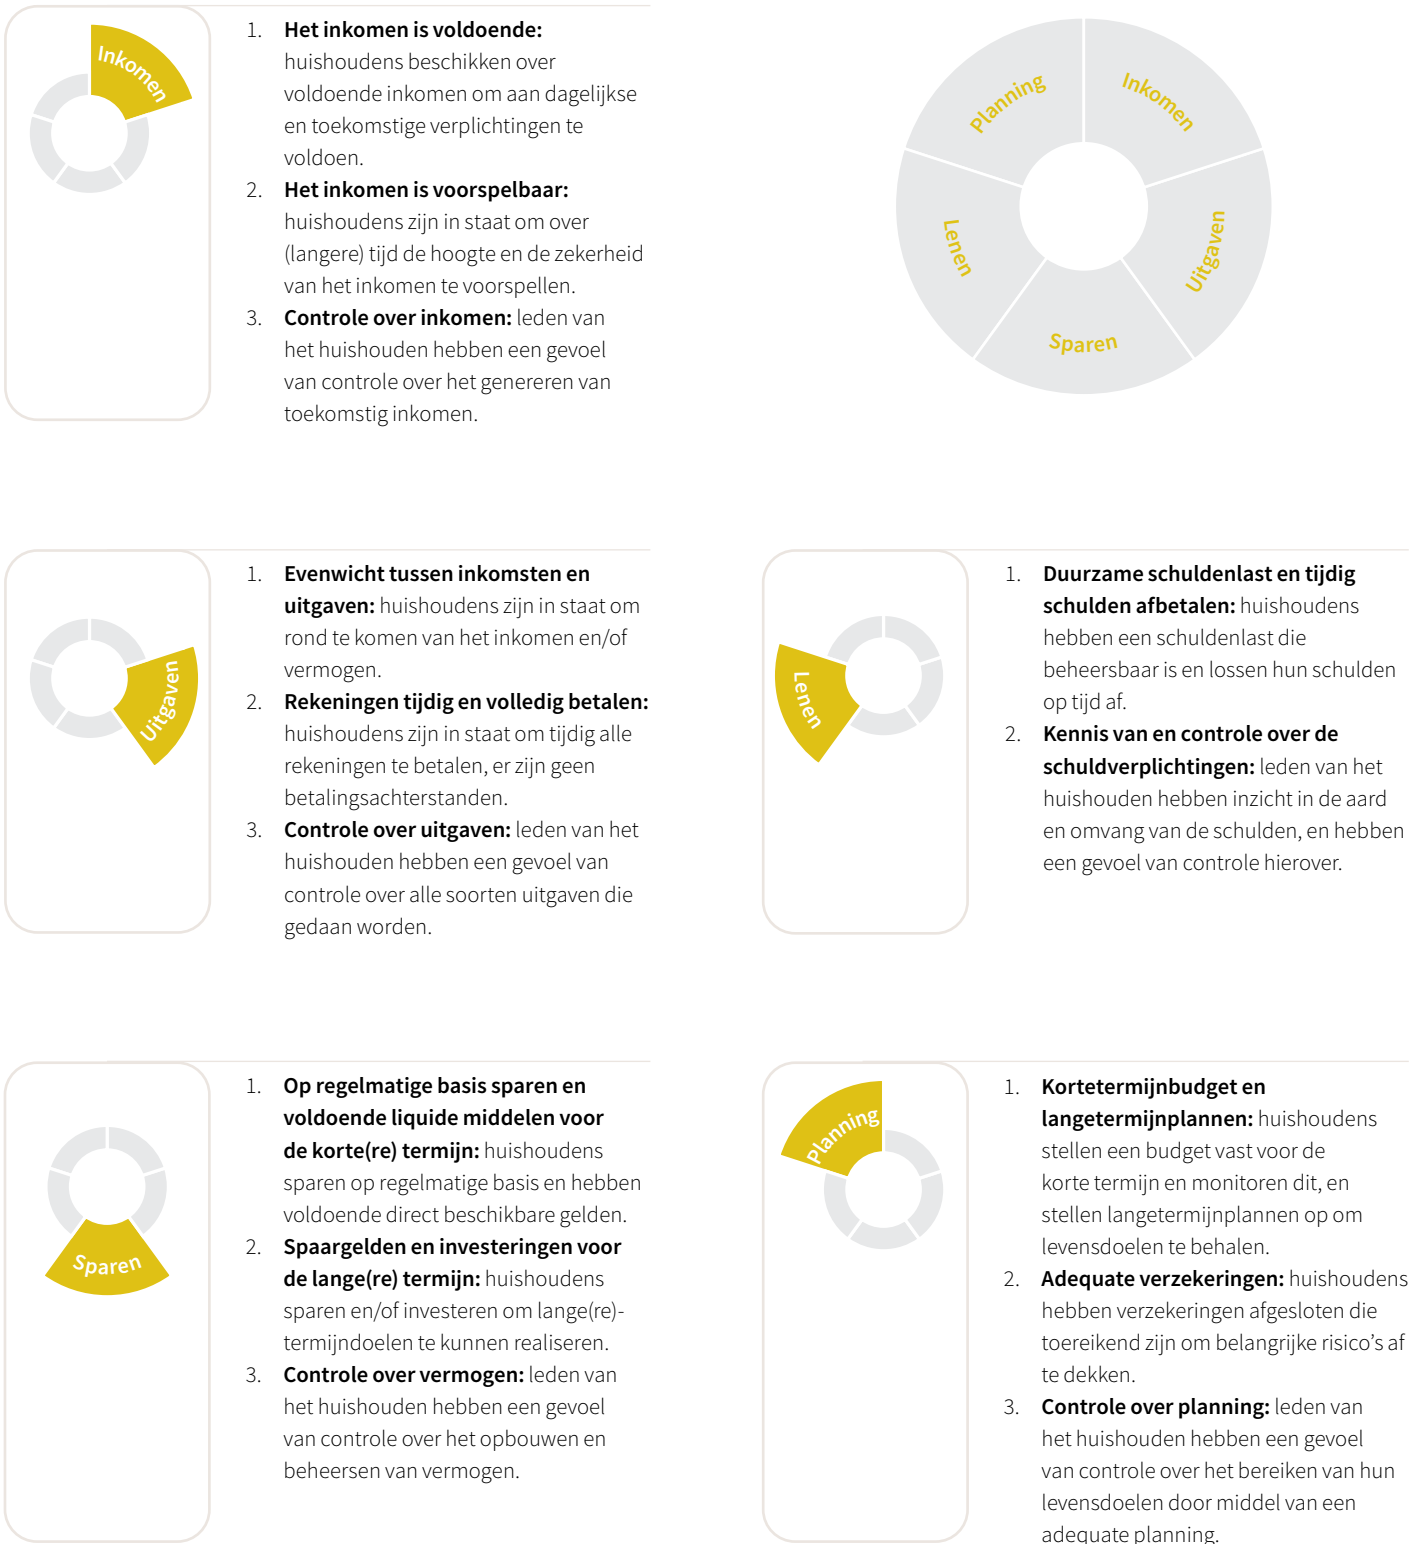 Inkomen
1. Het inkomen is voldoende:
huishoudens beschikken over
voldoende inkomen om aan dagelijkse
en toekomstige verplichtingen te
voldoen.
2. Het inkomen is voorspelbaar:
huishoudens zijn in staat om over
(langere) tijd de hoogte en de zekerheid
van het inkomen te voorspellen.
3. Controle over inkomen: leden van
het huishouden hebben een gevoel
van controle over het genereren van
toekomstig inkomen.
Planning
Inkomen
Lenen
Uitgaven
Sparen
Uitgaven
1. Evenwicht tussen inkomsten en
uitgaven: huishoudens zijn in staat om
rond te komen van het inkomen en/of
vermogen.
2. Rekeningen tijdig en volledig betalen:
huishoudens zijn in staat om tijdig alle
rekeningen te betalen, er zijn geen
betalingsachterstanden.
3. Controle over uitgaven: leden van het
huishouden hebben een gevoel van
controle over alle soorten uitgaven die
gedaan worden.
Lenen
1. Duurzame schuldenlast en tijdig
schulden afbetalen: huishoudens
hebben een schuldenlast die
beheersbaar is en lossen hun schulden
op tijd af.
2. Kennis van en controle over de
schuldverplichtingen: leden van het
huishouden hebben inzicht in de aard
en omvang van de schulden, en hebben
een gevoel van controle hierover.
Sparen
1. Op regelmatige basis sparen en
voldoende liquide middelen voor
de korte(re) termijn: huishoudens
sparen op regelmatige basis en hebben
voldoende direct beschikbare gelden.
2. Spaargelden en investeringen voor
de lange(re) termijn: huishoudens
sparen en/of investeren om lange(re)-
termijndoelen te kunnen realiseren.
3. Controle over vermogen: leden van
het huishouden hebben een gevoel
van controle over het opbouwen en
beheersen van vermogen.
Planning
1. Kortetermijnbudget en
langetermijnplannen: huishoudens
stellen een budget vast voor de
korte termijn en monitoren dit, en
stellen langetermijnplannen op om
levensdoelen te behalen.
2. Adequate verzekeringen: huishoudens
hebben verzekeringen afgesloten die
toereikend zijn om belangrijke risico's af
te dekken.
3. Controle over planning: leden van
het huishouden hebben een gevoel
van controle over het bereiken van hun
levensdoelen door middel van een
adequate planning.